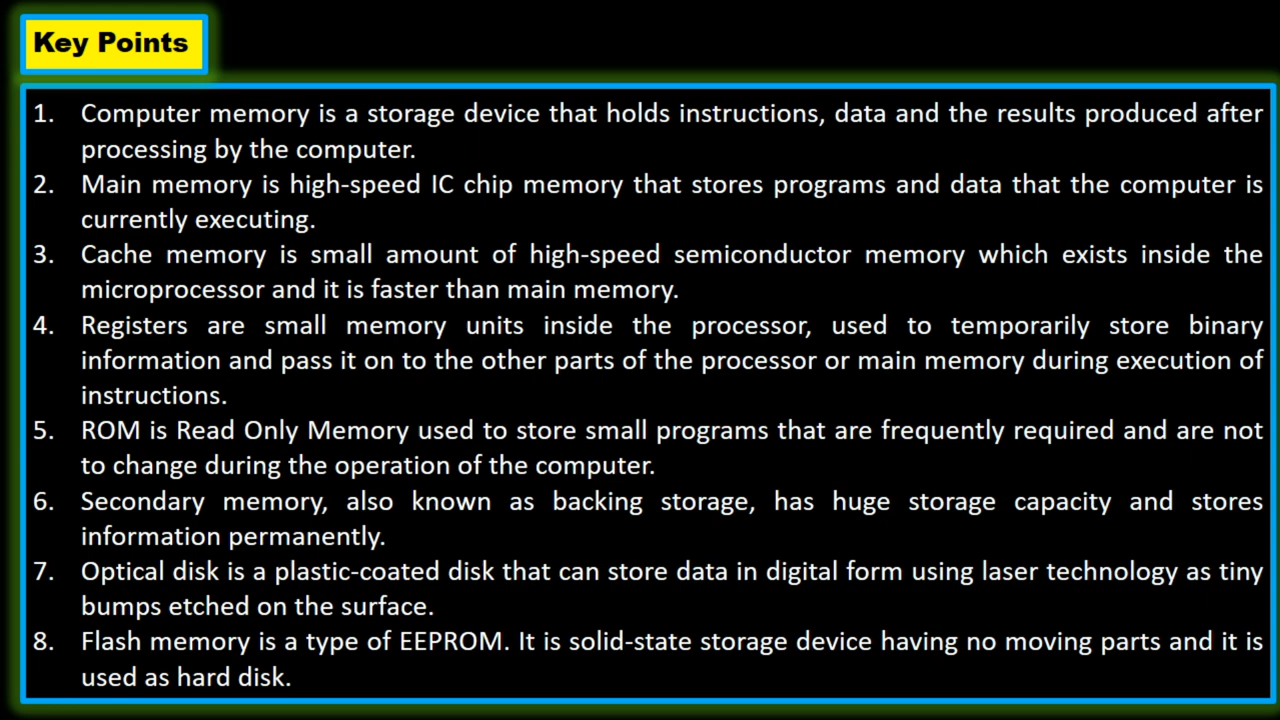 Key Points
1. Computer memory is a storage device that holds instructions, data and the results produced after
processing by the computer.
2. Main memory is high-speed IC chip memory that stores programs and data that the computer is
currently executing.
3. Cache memory is small amount of high-speed semiconductor memory which exists inside the
microprocessor and it is faster than main memory.
4. Registers are small memory units inside the processor, used to temporarily store binary
information and pass it on to the other parts of the processor or main memory during execution of
instructions.
5. ROM is Read Only Memory used to store small programs that are frequently required and are not
to change during the operation of the computer.
6. Secondary memory, also known as backing storage, has huge storage capacity and stores
information permanently.
7. Optical disk is a plastic-coated disk that can store data in digital form using laser technology as tiny
bumps etched on the surface.
8. Flash memory is a type of EEPROM. It is solid-state storage device having no moving parts and it is
used as hard disk.